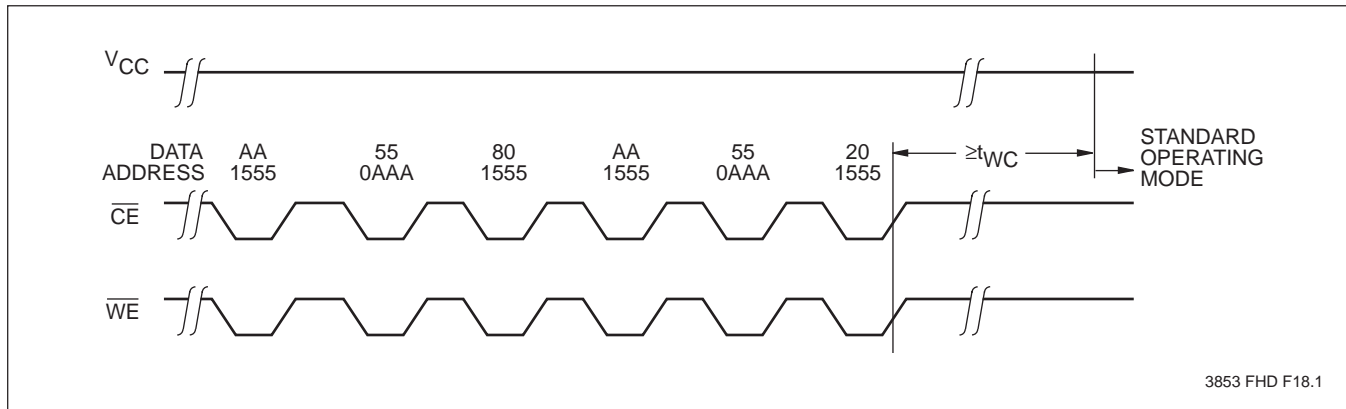 VCC
DATA AA 55 80 AA 55 20
ADDRESS 1555 0AAA 1555 1555 0AAA 1555
≥tWC
STANDARD
OPERATING
MODE
CE
WE
3853 FHD F18.1